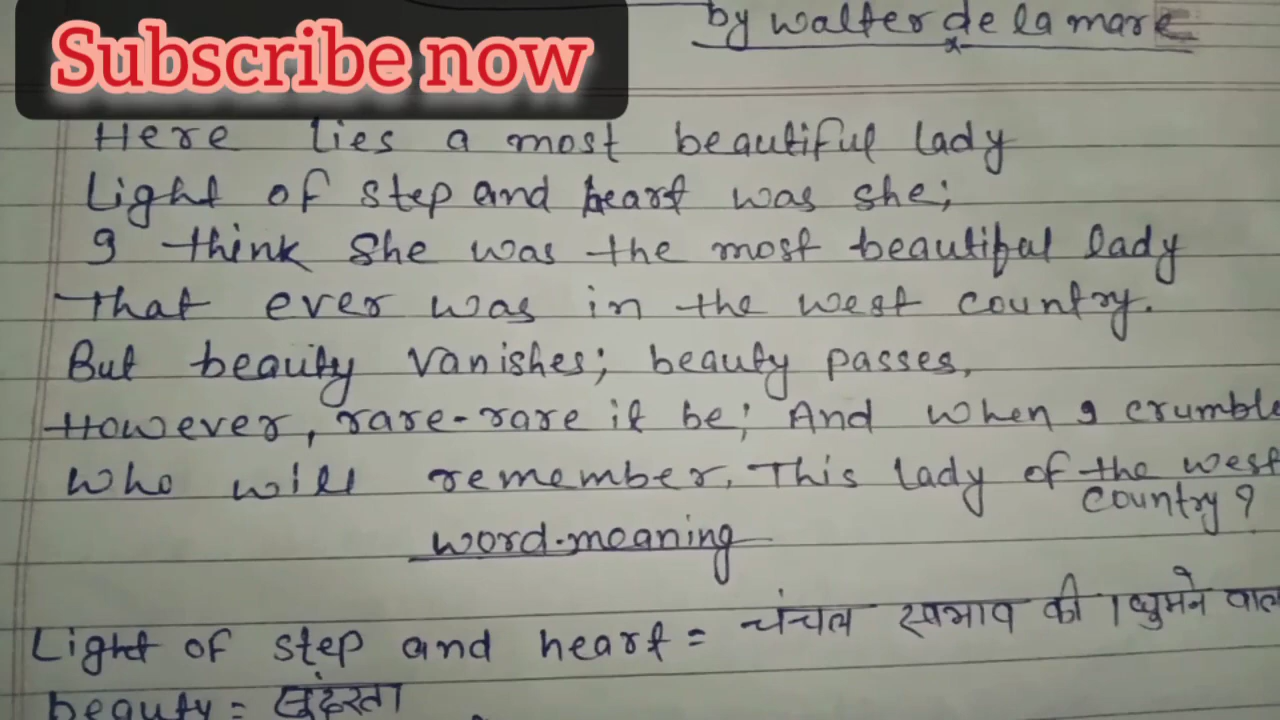 Subscribe now
by walter de la mare
Here lies a most beautiful lady
Light of step and heart was she;
I think She was the most beautiful lady
That ever was in the west country.
But beauty vanishes; beauty passes,
However, rare-rare it be; And when I crumble
Who will remember, This lady of the west
country?
word-meaning
Light of step and heart = चंचल स्वभाव की । घुमने वाल
beauty = सुंदरता